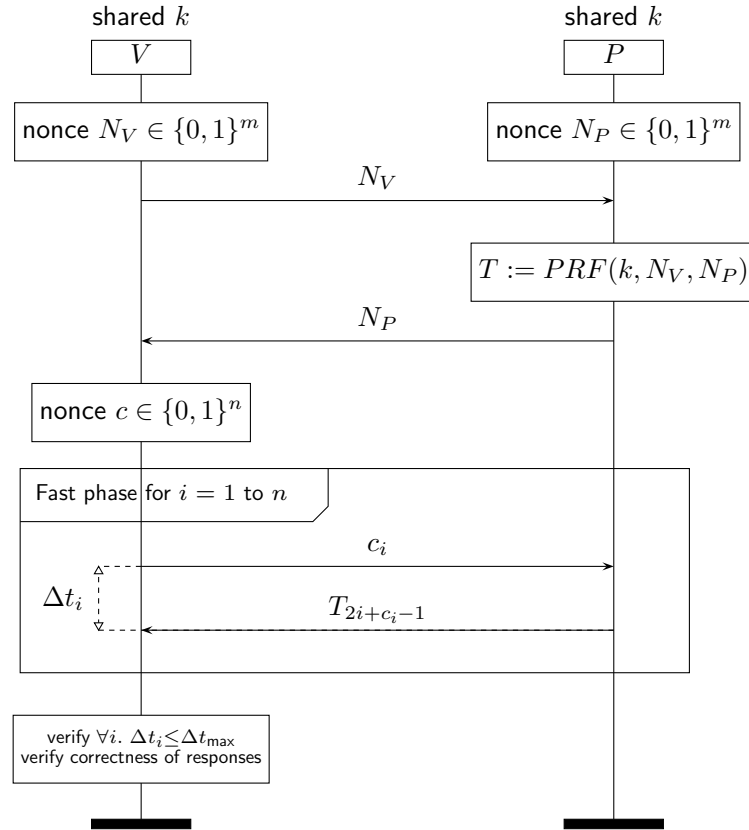 shared k shared k
V P
nonce N_V ∈ {0, 1}^m nonce N_P ∈ {0, 1}^m
N_V
T := PRF(k, N_V, N_P)
N_P
nonce c ∈ {0, 1}^n
Fast phase for i = 1 to n
c_i
Δt_i
T_{2i+c_i−1}
verify ∀i. Δt_i ≤ Δt_max
verify correctness of responses